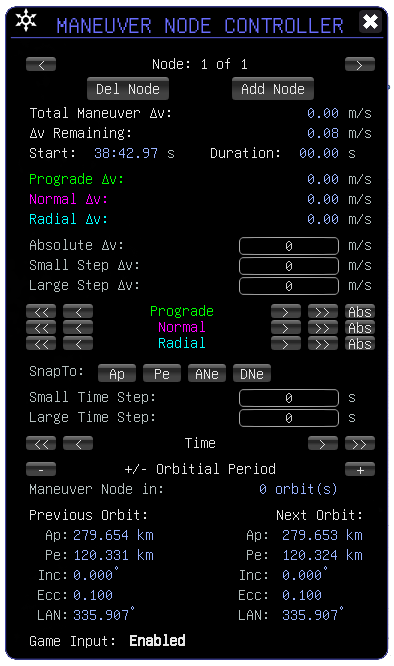 MANEUVER NODE CONTROLLER
< Node: 1 of 1 >
Del Node Add Node
Total Maneuver Δv: 0.00 m/s
Δv Remaining: 0.08 m/s
Start: 38:42.97 s Duration: 00.00 s
Prograde Δv: 0.00 m/s
Normal Δv: 0.00 m/s
Radial Δv: 0.00 m/s
Absolute Δv: 0 m/s
Small Step Δv: 0 m/s
Large Step Δv: 0 m/s
<< < Prograde > >> Abs
<< < Normal > >> Abs
<< < Radial > >> Abs
SnapTo: Ap Pe ANe DNe
Small Time Step: 0 s
Large Time Step: 0 s
<< < Time > >>
- +/- Orbitial Period +
Maneuver Node in: 0 orbit(s)
Previous Orbit: Next Orbit:
Ap: 279.654 km Ap: 279.653 km
Pe: 120.331 km Pe: 120.324 km
Inc: 0.000° Inc: 0.000°
Ecc: 0.100 Ecc: 0.100
LAN: 335.907° LAN: 335.907°
Game Input: Enabled